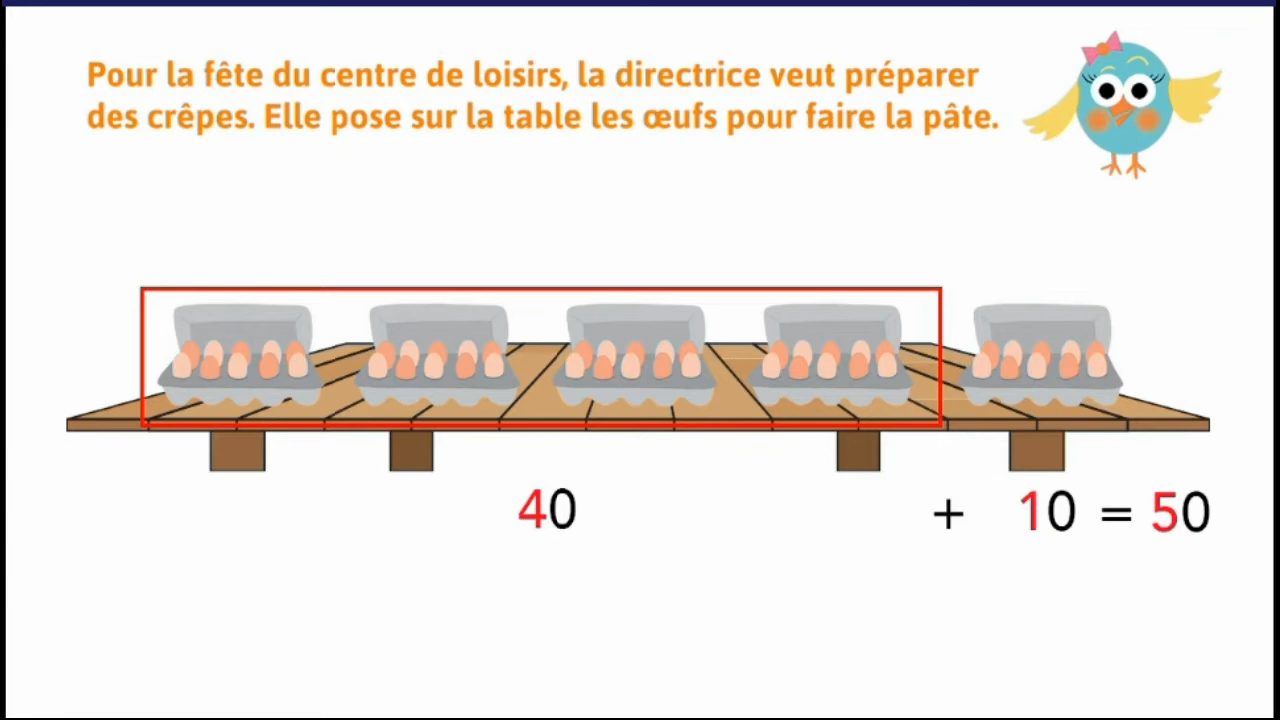 Pour la fête du centre de loisirs, la directrice veut préparer
des crêpes. Elle pose sur la table les œufs pour faire la pâte.
40 + 10 = 50